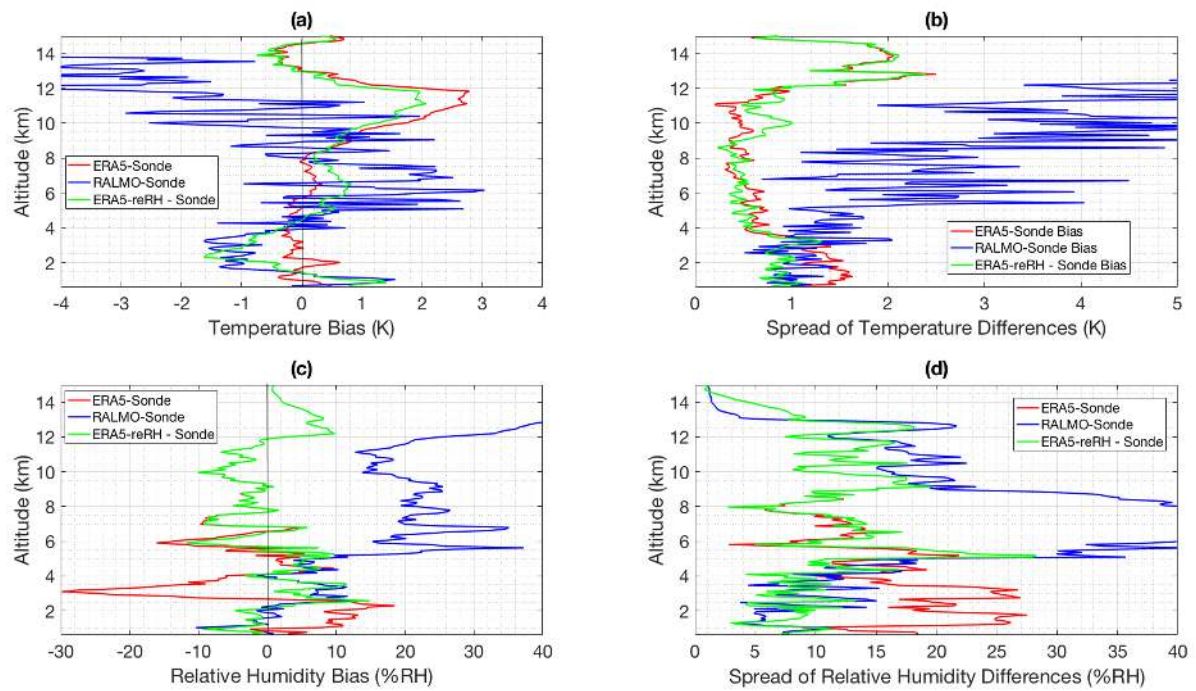 (a)
14
12
10
8
6
4
2
Altitude (km)
ERA5-Sonde
RALMO-Sonde
ERA5-reRH - Sonde
-4 -3 -2 -1 0 1 2 3 4
Temperature Bias (K)
(b)
14
12
10
8
6
4
2
Altitude (km)
ERA5-Sonde Bias
RALMO-Sonde Bias
ERA5-reRH - Sonde Bias
0 1 2 3 4 5
Spread of Temperature Differences (K)
(c)
14
12
10
8
6
4
2
Altitude (km)
ERA5-Sonde
RALMO-Sonde
ERA5-reRH - Sonde
-30 -20 -10 0 10 20 30 40
Relative Humidity Bias (%RH)
(d)
14
12
10
8
6
4
2
Altitude (km)
ERA5-Sonde
RALMO-Sonde
ERA5-reRH - Sonde
0 5 10 15 20 25 30 35 40
Spread of Relative Humidity Differences (%RH)